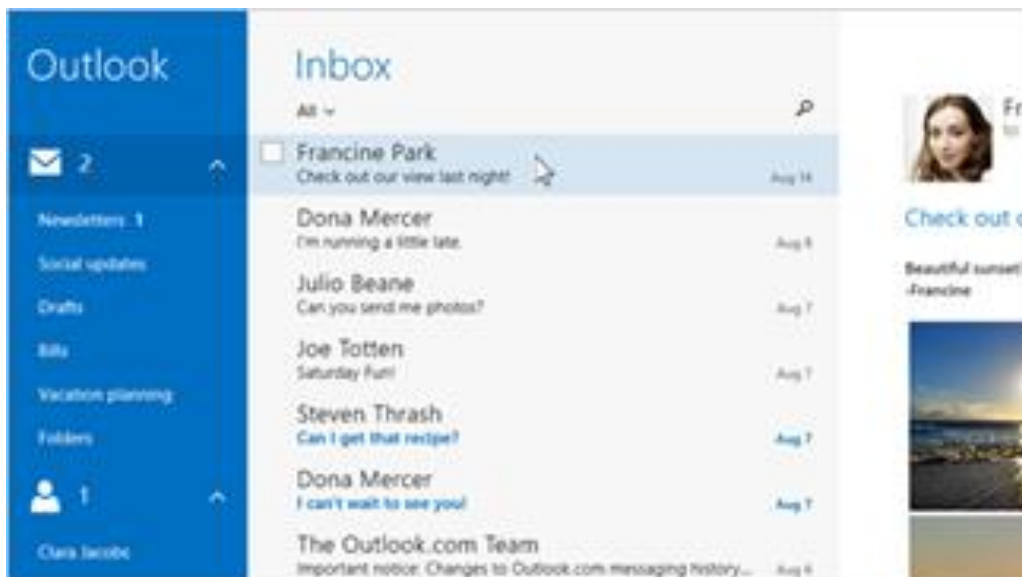 Outlook
2
Newsletters 1
Social updates
Drafts
Bills
Vacation planning
Folders
1
Clara Jacobs
Inbox
All
Francine Park
Check out our view last night!
Aug 14
Dona Mercer
I'm running a little late.
Aug 8
Julio Beane
Can you send me photos?
Aug 7
Joe Totten
Saturday Fun!
Aug 7
Steven Thrash
Can I get that recipe?
Aug 7
Dona Mercer
I can't wait to see you!
Aug 7
The Outlook.com Team
Important notice: Changes to Outlook.com messaging history...
Aug 6
Fr
to
Check out o
Beautiful sunset!
-Francine